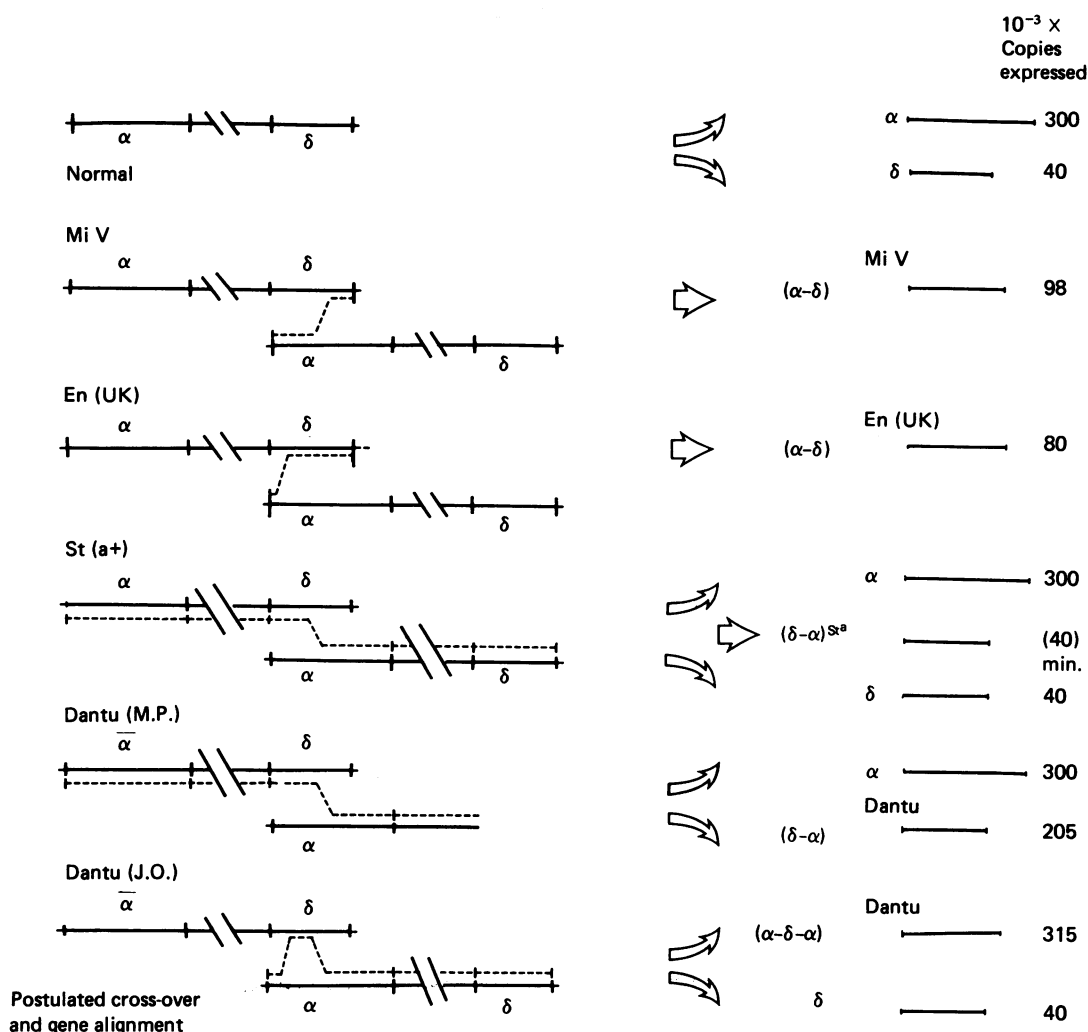 10⁻³ ×
Copies
expressed
α δ
Normal
α 300
δ 40
Mi V
α δ
α δ
(α–δ)
Mi V
98
En (UK)
α δ
α δ
(α–δ)
En (UK)
80
St (a+)
α δ
α δ
α 300
(δ–α)ˢᵗᵃ (40)
min.
δ 40
Dantu (M.P.)
α̅ δ
α
α 300
Dantu
(δ–α) 205
Dantu (J.O.)
α̅ δ
α δ
Dantu
(α–δ–α) 315
δ 40
Postulated cross-over
and gene alignment